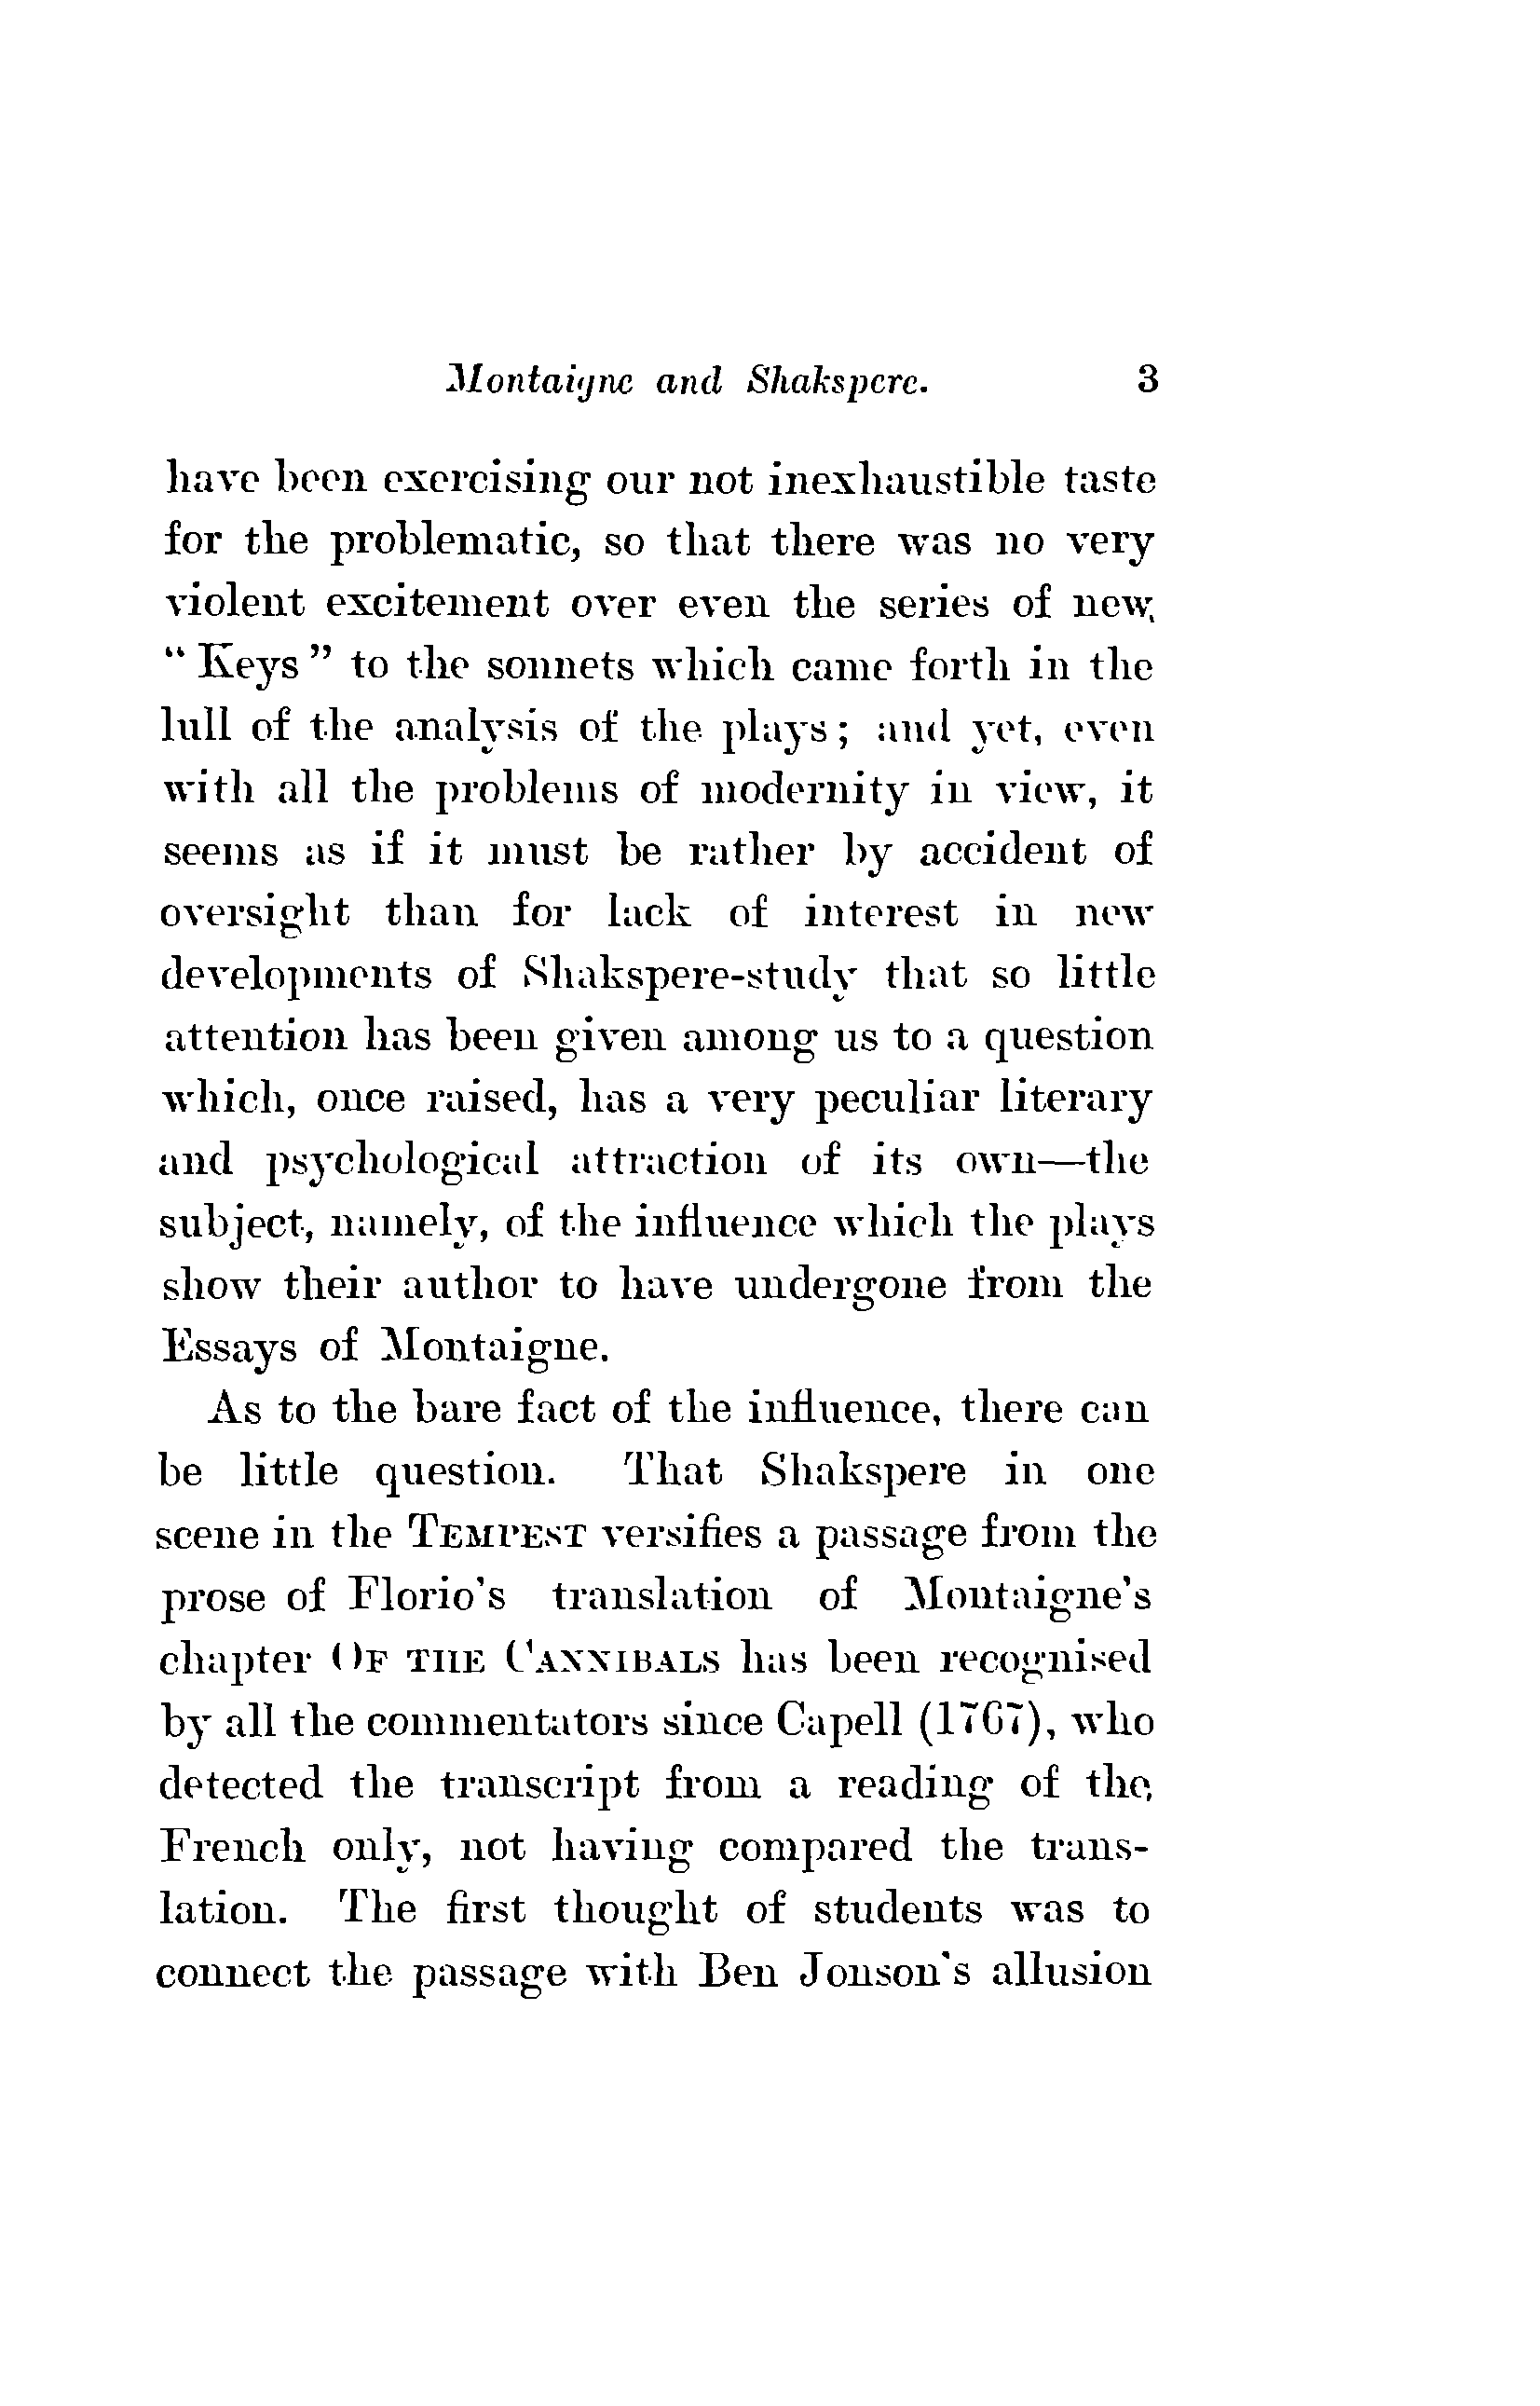 Montaigne and Shakspere. 3
have been exercising our not inexhaustible taste
for the problematic, so that there was no very
violent excitement over even the series of new
“ Keys ” to the sonnets which came forth in the
lull of the analysis of the plays; and yet, even
with all the problems of modernity in view, it
seems as if it must be rather by accident of
oversight than for lack of interest in new
developments of Shakspere-study that so little
attention has been given among us to a question
which, once raised, has a very peculiar literary
and psychological attraction of its own—the
subject, namely, of the influence which the plays
show their author to have undergone from the
Essays of Montaigne.
As to the bare fact of the influence, there can
be little question. That Shakspere in one
scene in the TEMPEST versifies a passage from the
prose of Florio's translation of Montaigne's
chapter OF THE CANNIBALS has been recognised
by all the commentators since Capell (1767), who
detected the transcript from a reading of the
French only, not having compared the trans-
lation. The first thought of students was to
connect the passage with Ben Jonson's allusion